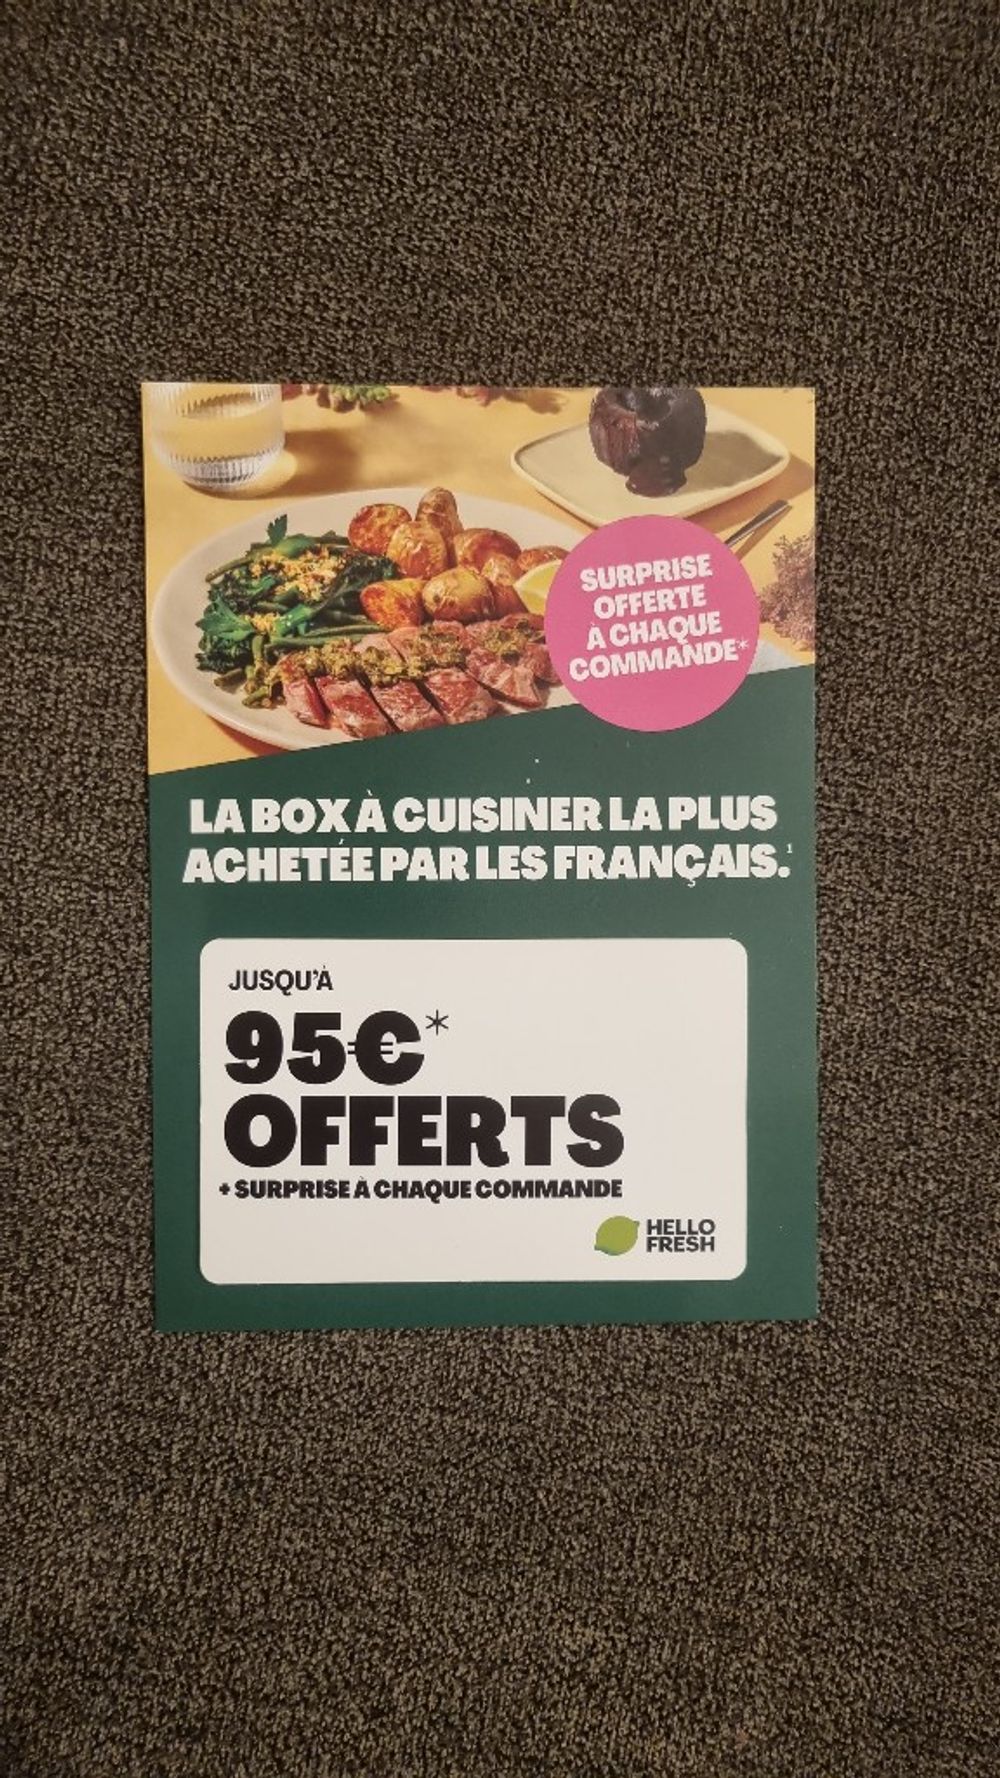 SURPRISE
OFFERTE
À CHAQUE
COMMANDE*
LA BOX À CUISINER LA PLUS
ACHETÉE PAR LES FRANÇAIS.¹
JUSQU'À
95€*
OFFERTS
+ SURPRISE À CHAQUE COMMANDE
HELLO
FRESH